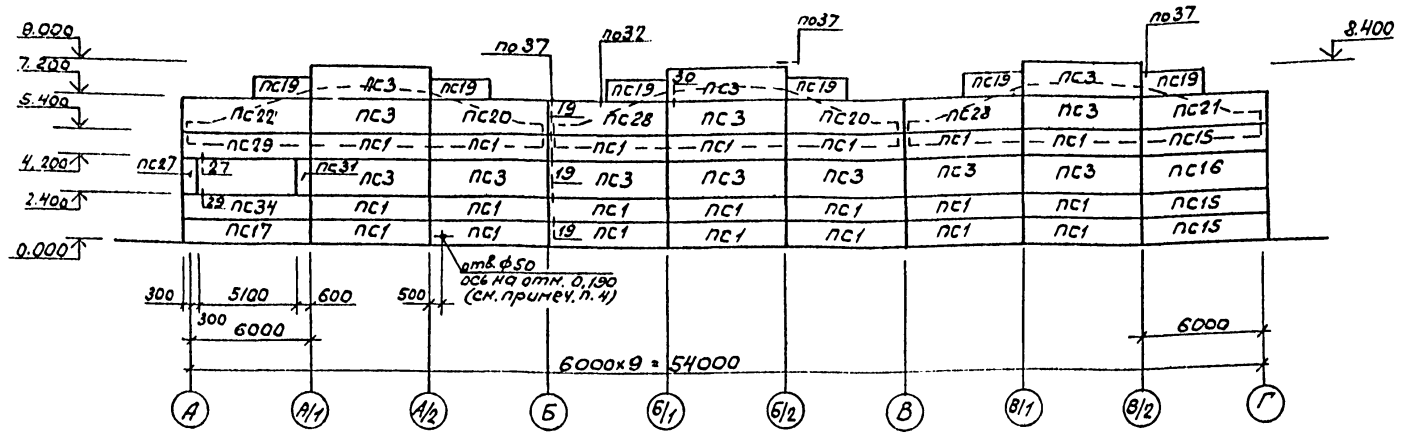 по37
по32
по37
по37
8.000
8.400
7.200
пс19
пс3
пс19
пс19
30
пс3
пс19
пс19
пс3
пс19
5.400
пс22
пс3
пс20
19
пс28
пс3
пс20
пс28
пс3
пс21
пс29
пс1
пс1
пс1
пс1
пс1
пс1
пс1
пс15
4.200
пс27
27
пс31
пс3
пс3
19
пс3
пс3
пс3
пс3
пс3
пс16
2.400
29
пс34
пс1
пс1
пс1
пс1
пс1
пс1
пс1
пс15
пс17
пс1
пс1
19
пс1
пс1
пс1
пс1
пс1
пс15
0.000
отв. ф50
ось на отм. 0,190
(см. примеч. п. 4)
300
5100
600
500
300
6000
6000
6000×9 = 54000
А
А/1
А/2
Б
Б/1
Б/2
В
В/1
В/2
Г